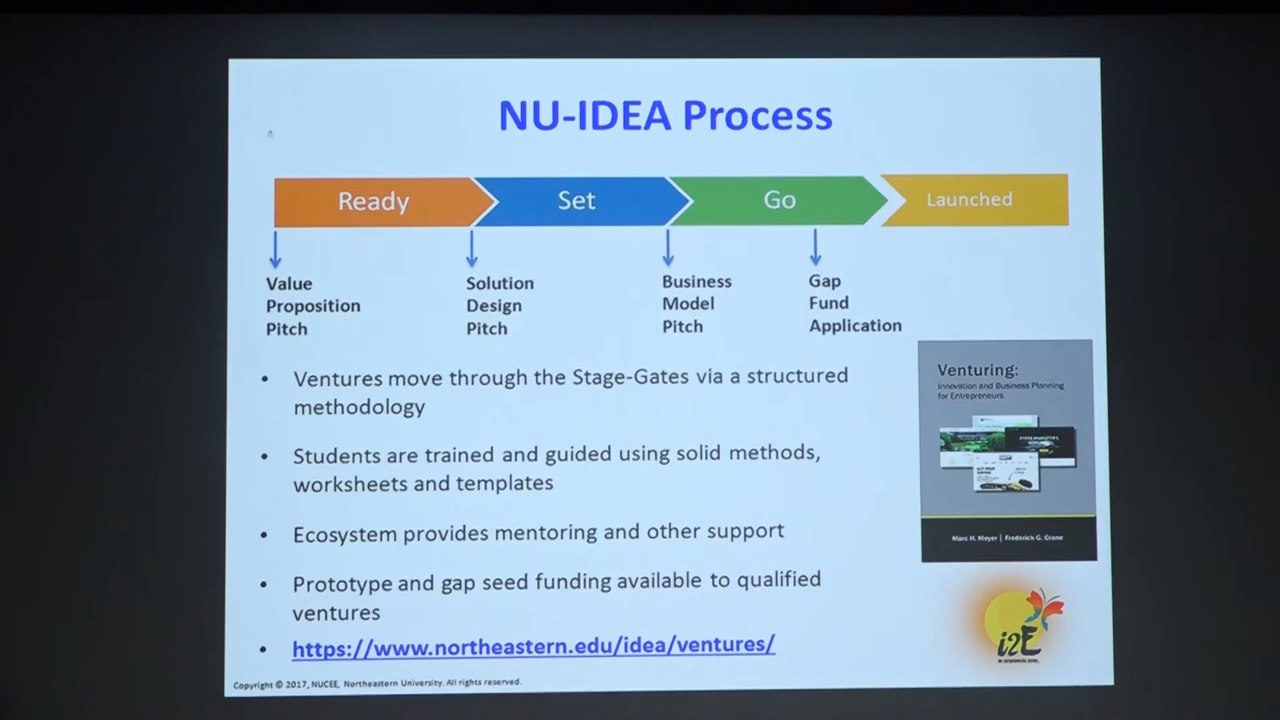 NU-IDEA Process
Ready
Set
Go
Launched
Value
Proposition
Pitch
Solution
Design
Pitch
Business
Model
Pitch
Gap
Fund
Application
• Ventures move through the Stage-Gates via a structured
methodology
• Students are trained and guided using solid methods,
worksheets and templates
• Ecosystem provides mentoring and other support
• Prototype and gap seed funding available to qualified
ventures
• https://www.northeastern.edu/idea/ventures/
Venturing:
Innovation and Business Planning
for Entrepreneurs
Marc H. Meyer | Frederick G. Crane
i2E
Copyright © 2017, NUCEE, Northeastern University. All rights reserved.